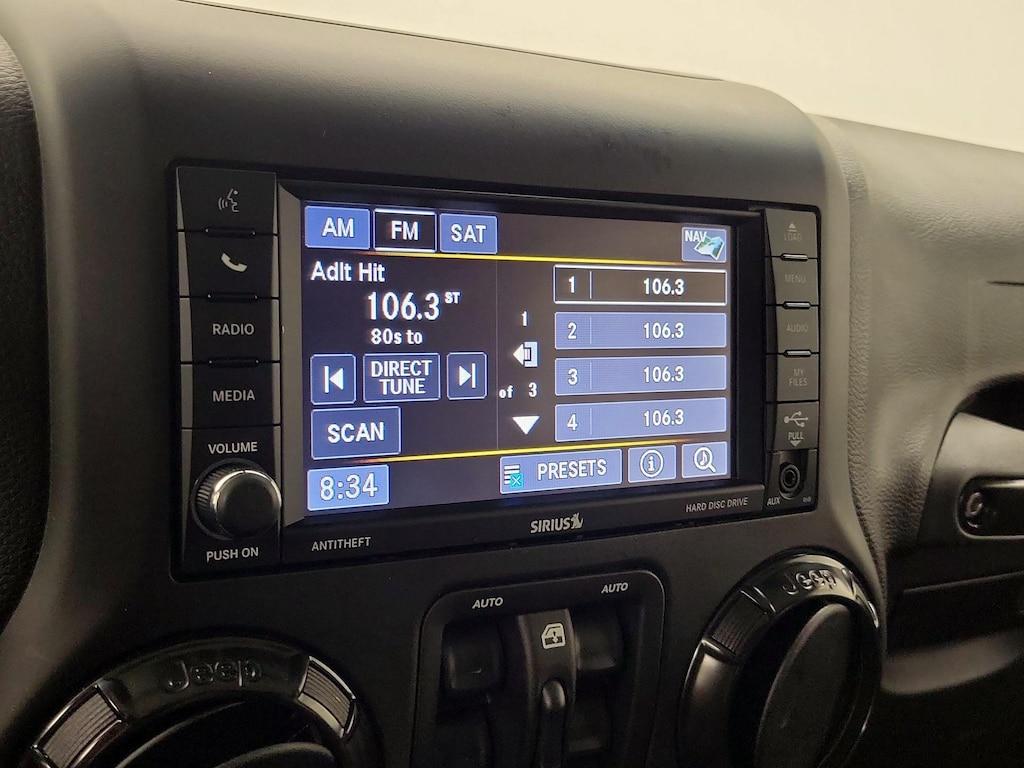 AM
FM
SAT
NAV
Adlt Hit
106.3 ST
80s to
DIRECT
TUNE
SCAN
8:34
1
of 3
1 106.3
2 106.3
3 106.3
4 106.3
PRESETS
RADIO
MEDIA
VOLUME
PUSH ON
LOAD
MENU
AUDIO
MY
FILES
PULL
AUX
ANTITHEFT
SIRIUS
HARD DISC DRIVE
AUTO
AUTO
Jeep
Jeep